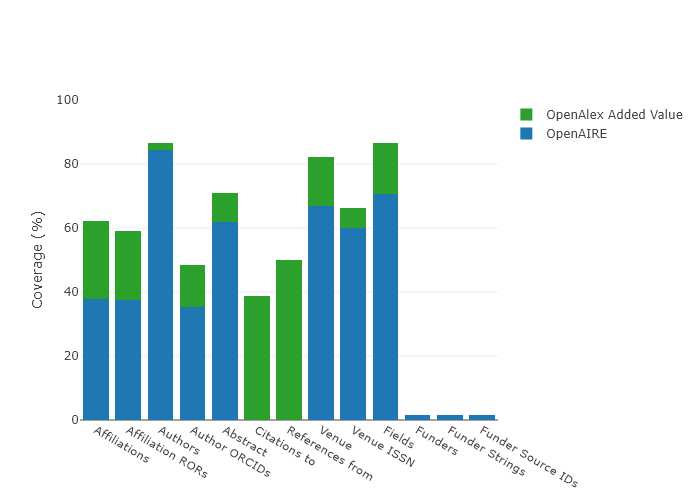 100
80
60
40
20
0
Coverage (%)
OpenAlex Added Value
OpenAIRE
Affiliations
Affiliation RORs
Authors
Author ORCIDs
Abstract
Citations to
References from
Venue
Venue ISSN
Fields
Funders
Funder Strings
Funder Source IDs